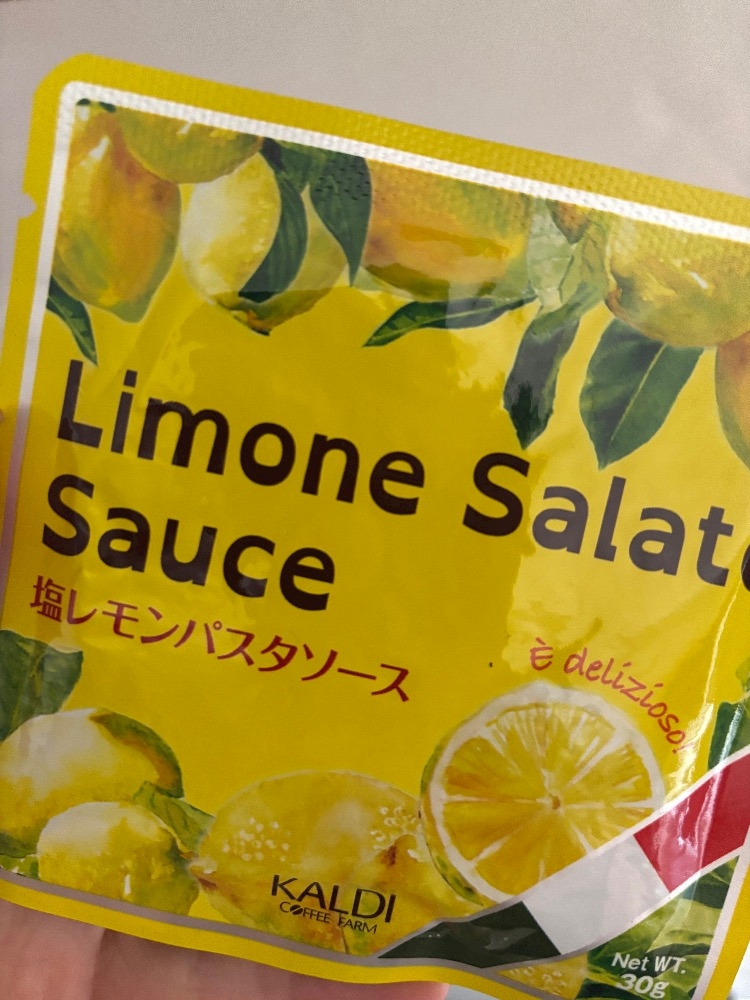 Limone Salato
Sauce
塩レモンパスタソース
È delizioso!
KALDI
COFFEE FARM
Net WT.
30g